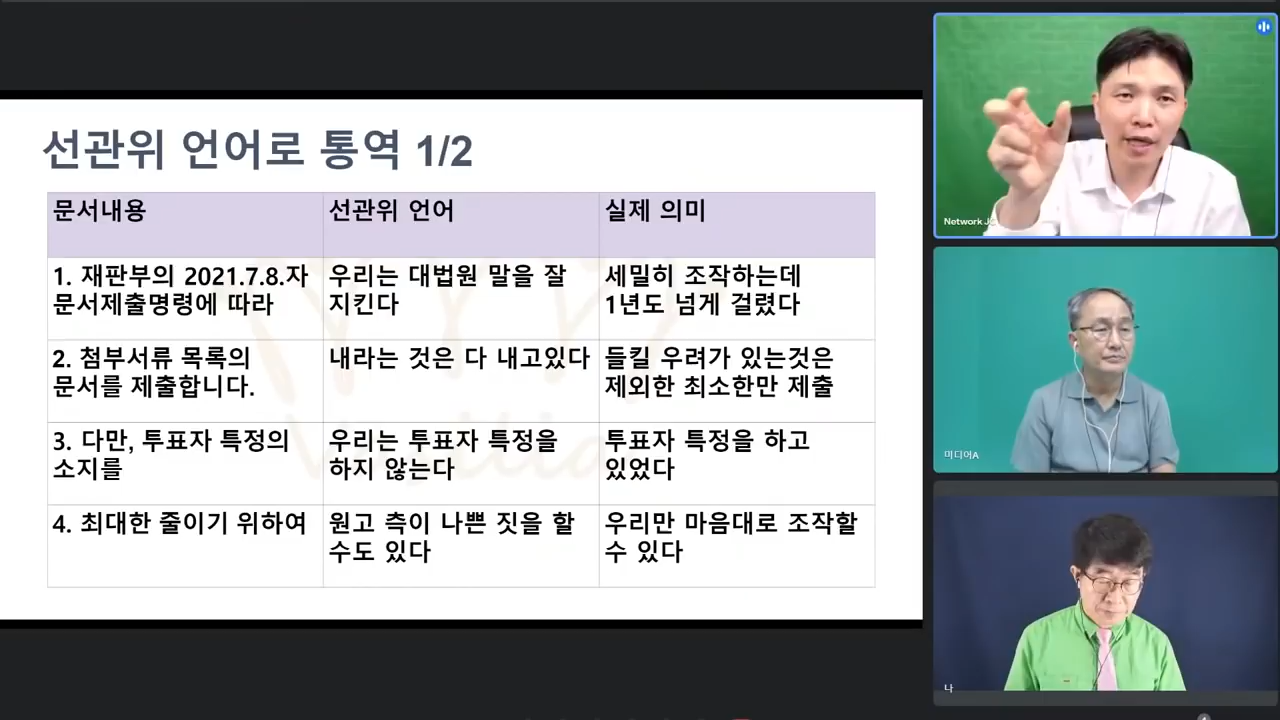 선관위 언어로 통역 1/2
문서내용
선관위 언어
실제 의미
1. 재판부의 2021.7.8.자
문서제출명령에 따라
우리는 대법원 말을 잘
지킨다
세밀히 조작하는데
1년도 넘게 걸렸다
2. 첨부서류 목록의
문서를 제출합니다.
내라는 것은 다 내고있다
들킬 우려가 있는것은
제외한 최소한만 제출
3. 다만, 투표자 특정의
소지를
우리는 투표자 특정을
하지 않는다
투표자 특정을 하고
있었다
4. 최대한 줄이기 위하여
원고 측이 나쁜 짓을 할
수도 있다
우리만 마음대로 조작할
수 있다
Network
미디어A
나